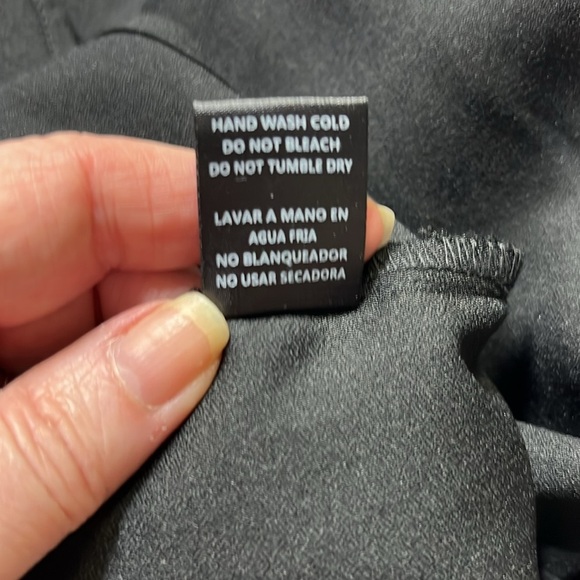 HAND WASH COLD
DO NOT BLEACH
DO NOT TUMBLE DRY
LAVAR A MANO EN
AGUA FRIA
NO BLANQUEADOR
NO USAR SECADORA